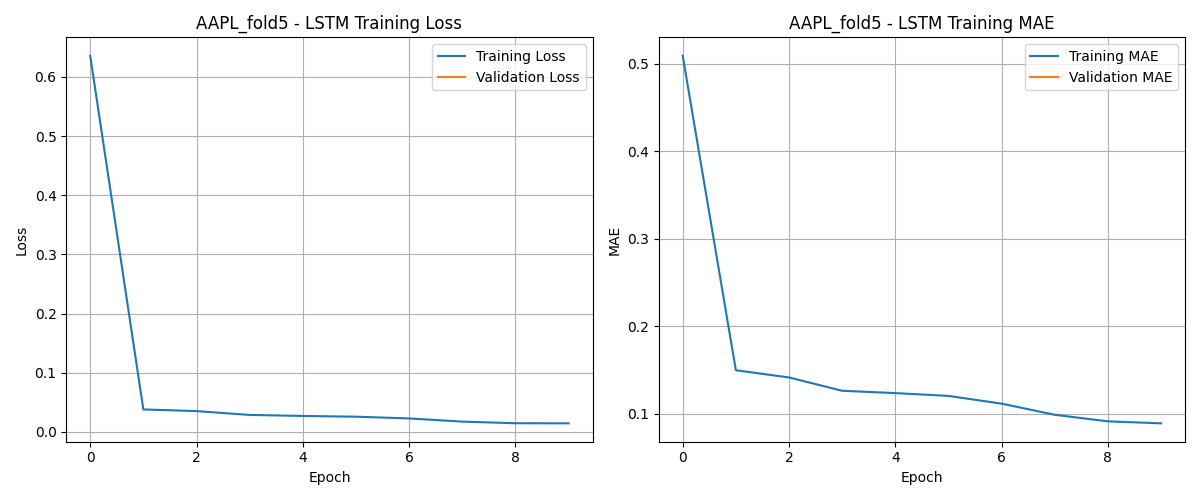 AAPL_fold5 - LSTM Training Loss
Training Loss
Validation Loss
0.6
0.5
0.4
0.3
0.2
0.1
0.0
Loss
0
2
4
6
8
Epoch
AAPL_fold5 - LSTM Training MAE
Training MAE
Validation MAE
0.5
0.4
0.3
0.2
0.1
MAE
0
2
4
6
8
Epoch